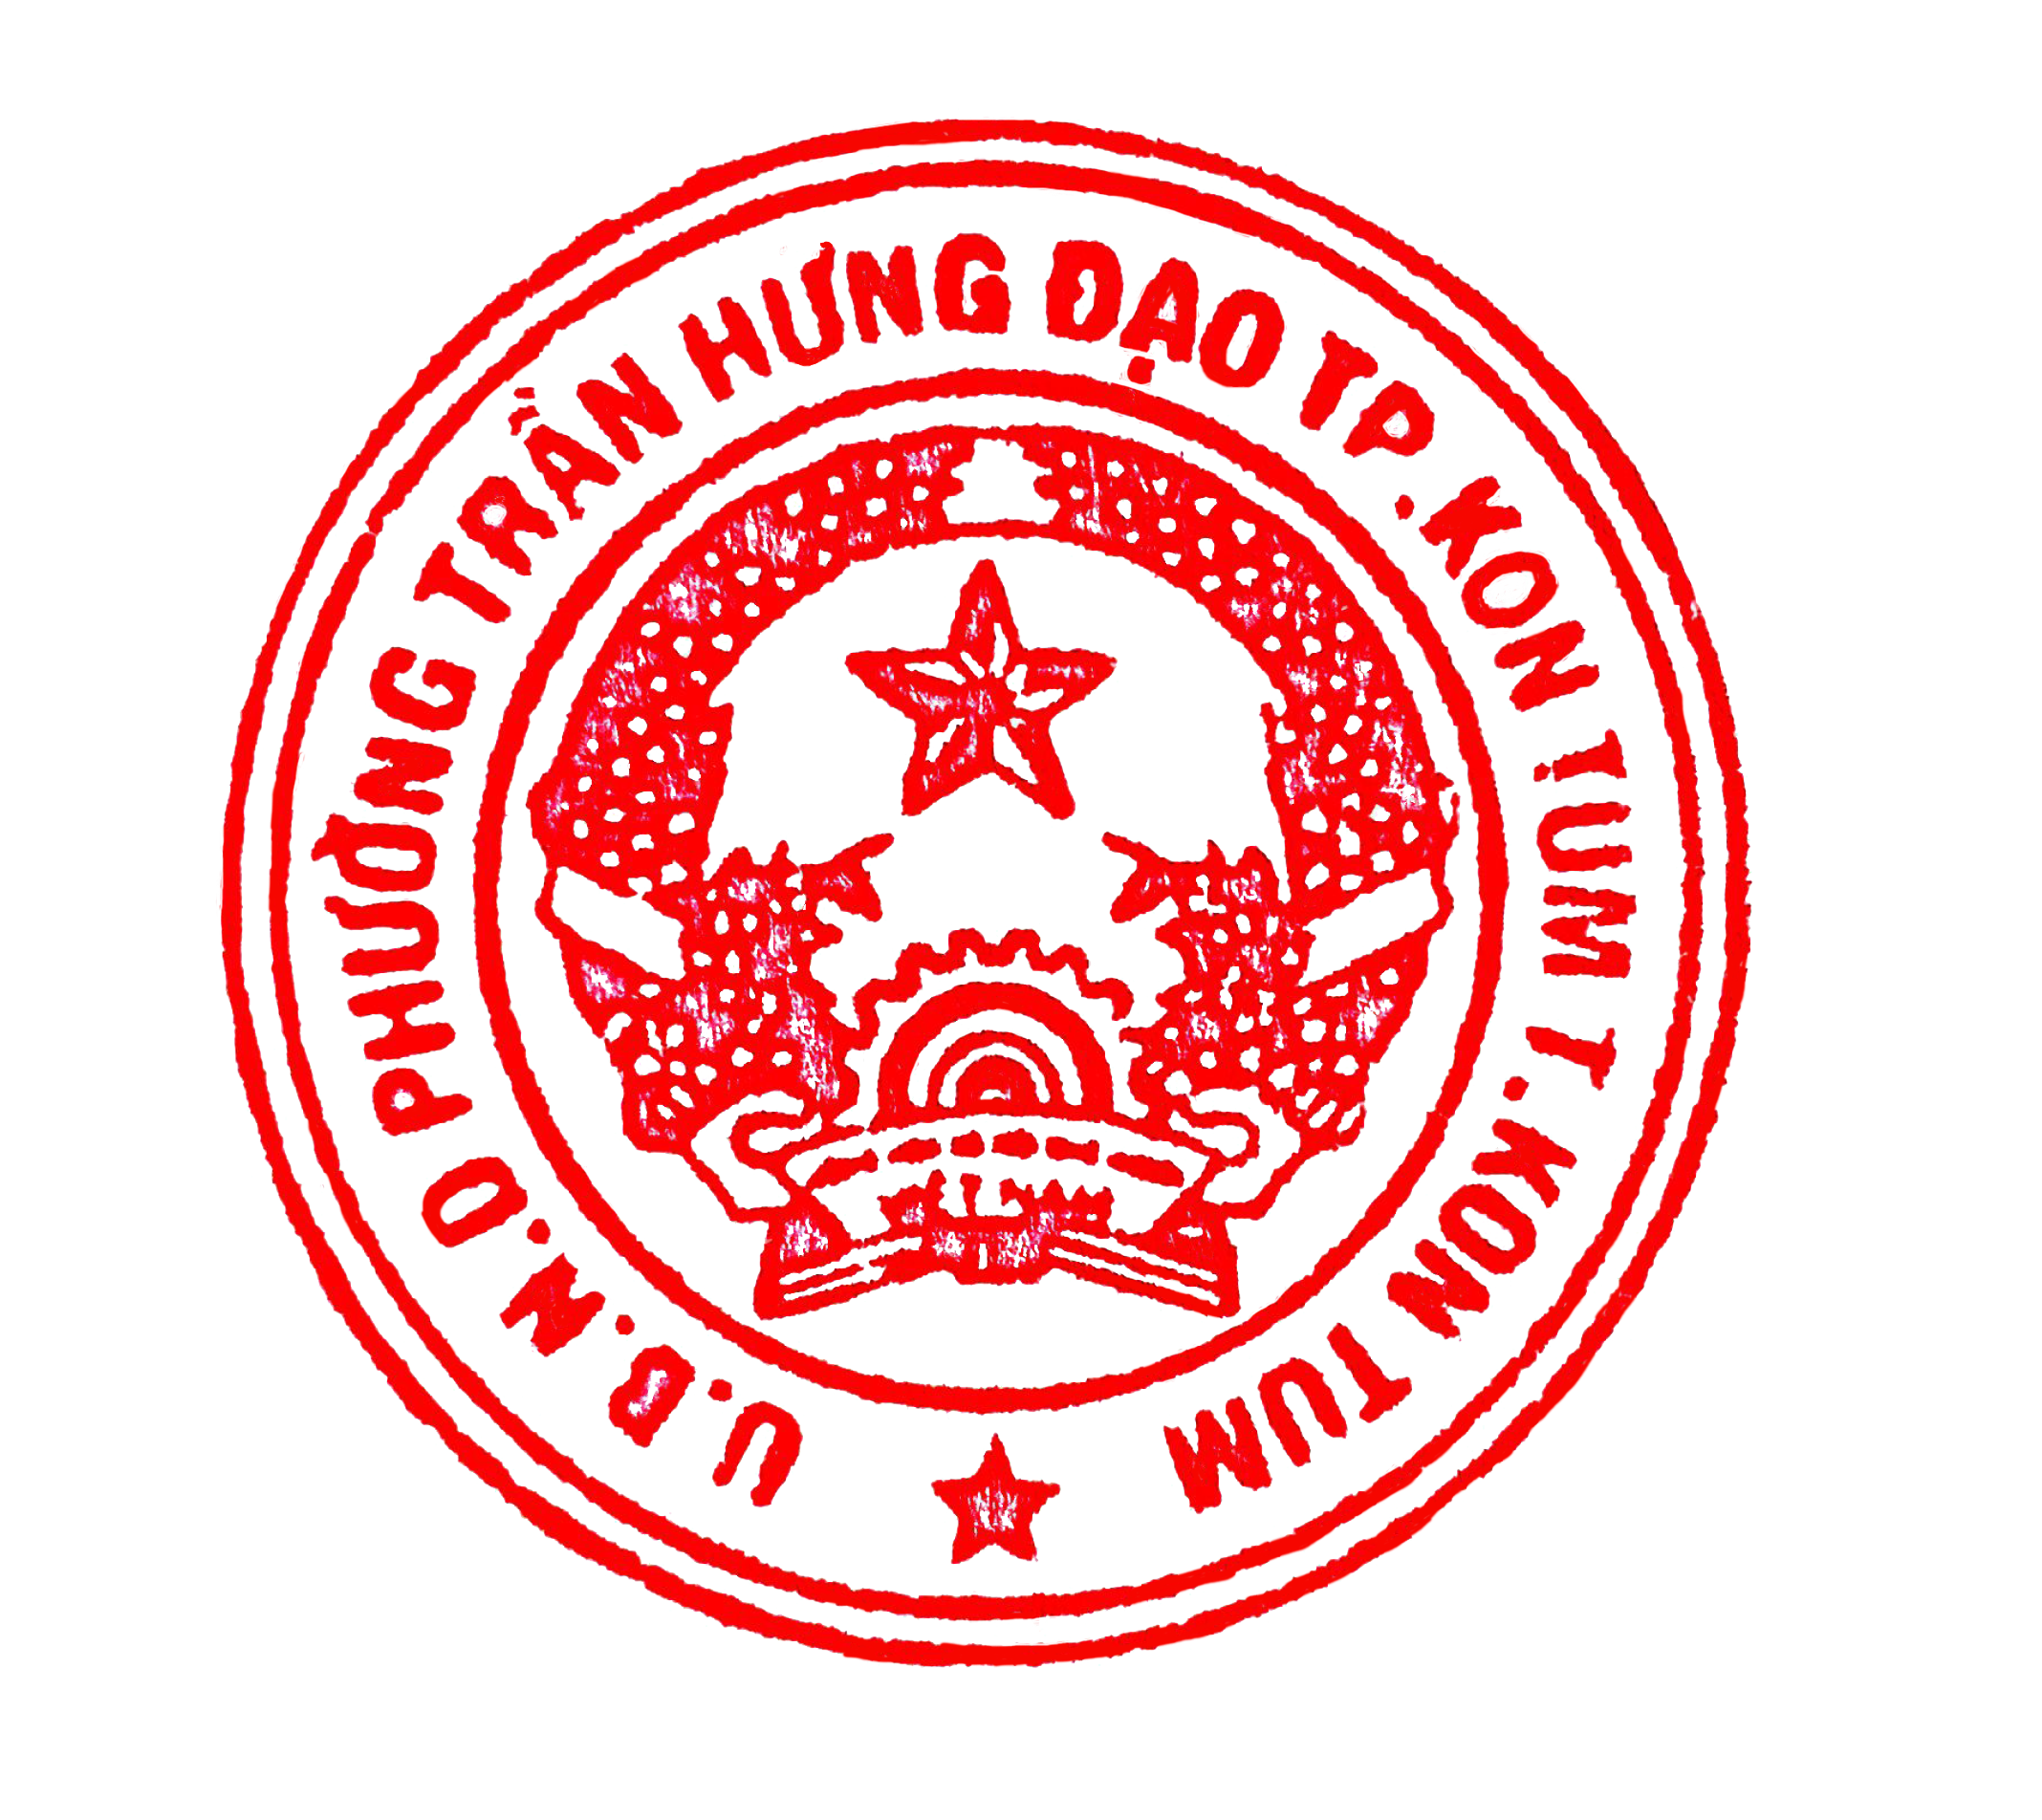 U.B.N.D PHƯỜNG TRẦN HƯNG ĐẠO TP.KON TUM T.KON TUM